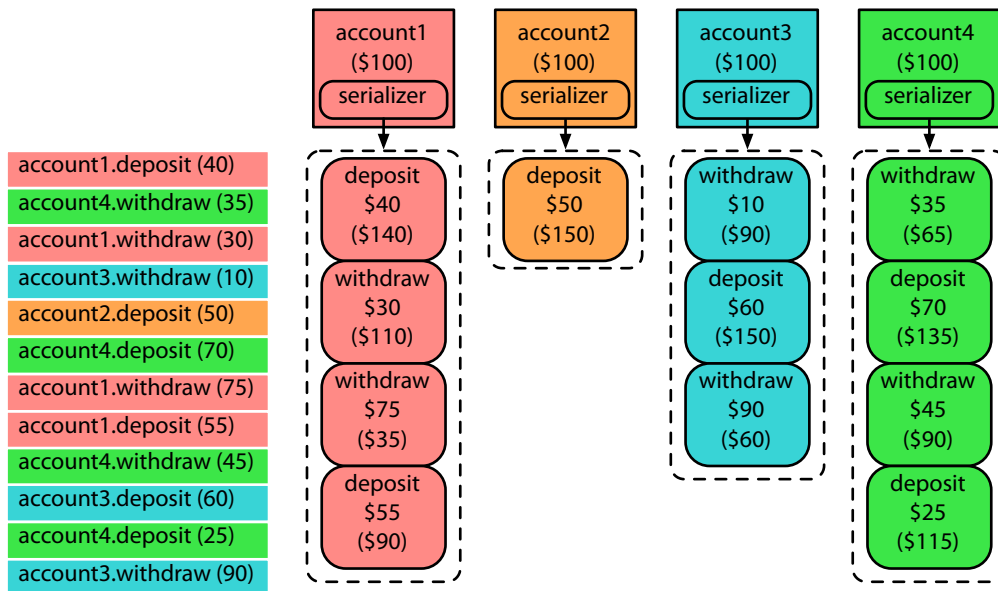 account1
($100)
serializer
account2
($100)
serializer
account3
($100)
serializer
account4
($100)
serializer
account1.deposit (40)
account4.withdraw (35)
account1.withdraw (30)
account3.withdraw (10)
account2.deposit (50)
account4.deposit (70)
account1.withdraw (75)
account1.deposit (55)
account4.withdraw (45)
account3.deposit (60)
account4.deposit (25)
account3.withdraw (90)
deposit
$40
($140)
withdraw
$30
($110)
withdraw
$75
($35)
deposit
$55
($90)
deposit
$50
($150)
withdraw
$10
($90)
deposit
$60
($150)
withdraw
$90
($60)
withdraw
$35
($65)
deposit
$70
($135)
withdraw
$45
($90)
deposit
$25
($115)